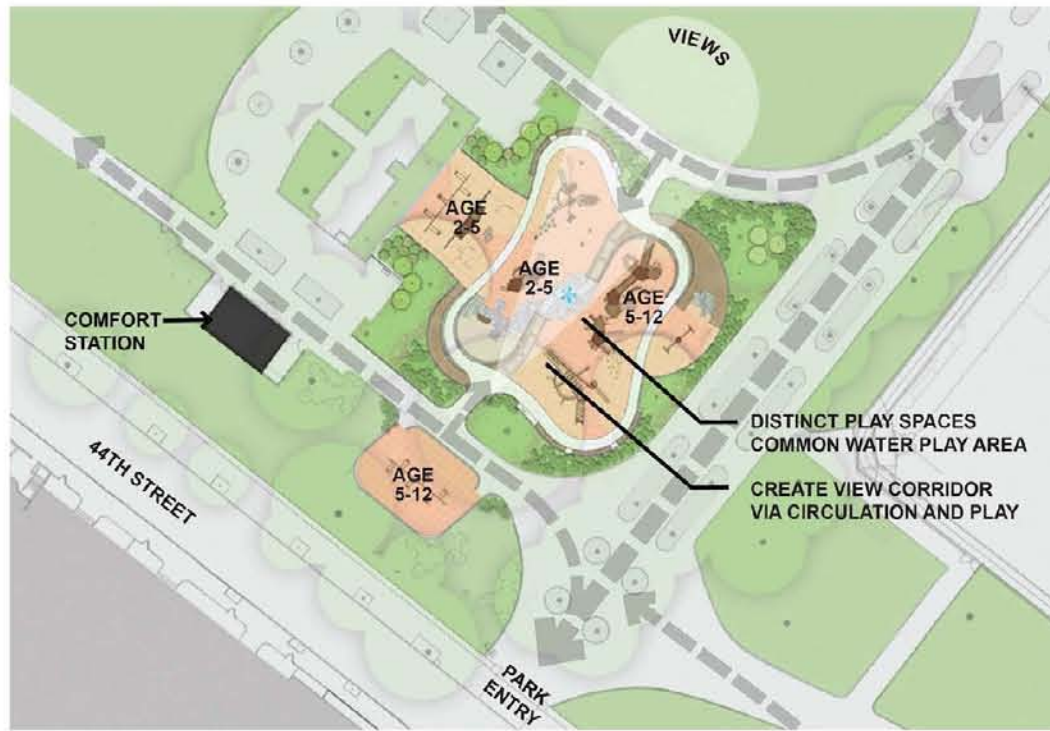 VIEWS
AGE
2-5
AGE
2-5
AGE
5-12
COMFORT
STATION
DISTINCT PLAY SPACES
COMMON WATER PLAY AREA
CREATE VIEW CORRIDOR
VIA CIRCULATION AND PLAY
AGE
5-12
44TH STREET
PARK
ENTRY